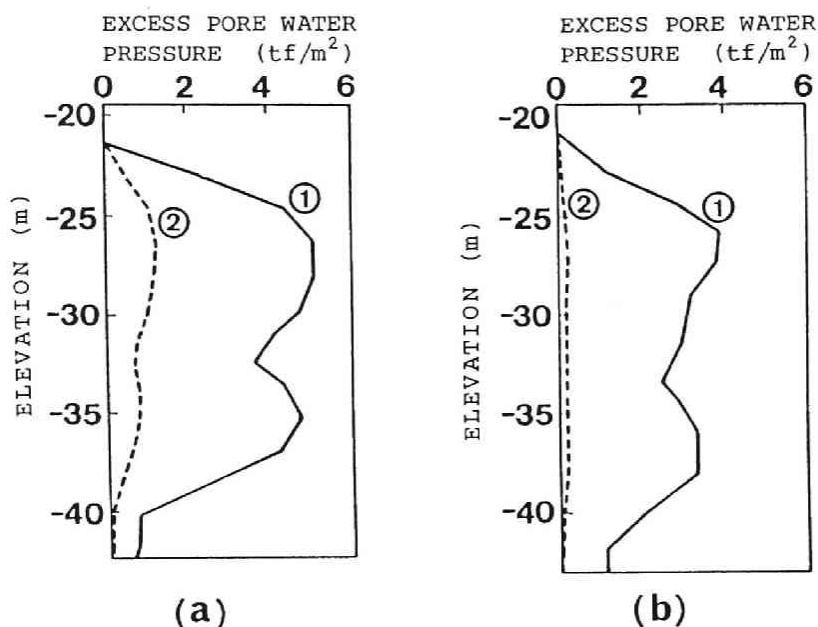 EXCESS PORE WATER
PRESSURE (tf/m²)
0 2 4 6
-20
-25
-30
-35
-40
ELEVATION (m)
①
②
(a)
EXCESS PORE WATER
PRESSURE (tf/m²)
0 2 4 6
-20
-25
-30
-35
-40
ELEVATION (m)
①
②
(b)